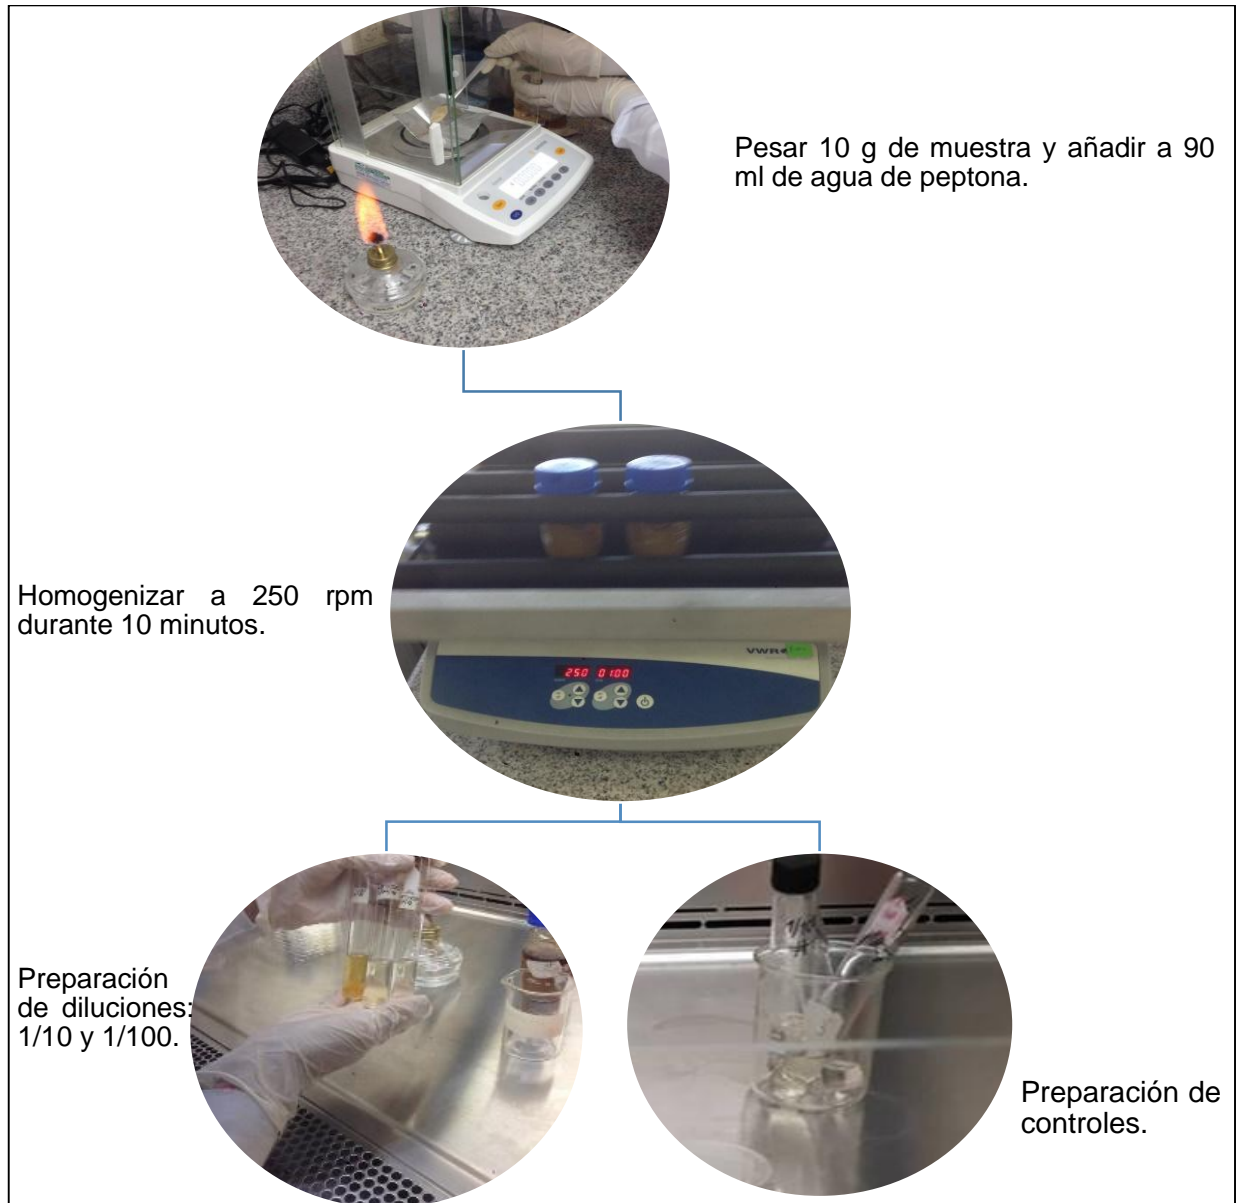 Pesar 10 g de muestra y añadir a 90
ml de agua de peptona.
Homogenizar a 250 rpm
durante 10 minutos.
VWR
250 01:00
Preparación
de diluciones:
1/10 y 1/100.
Preparación de
controles.